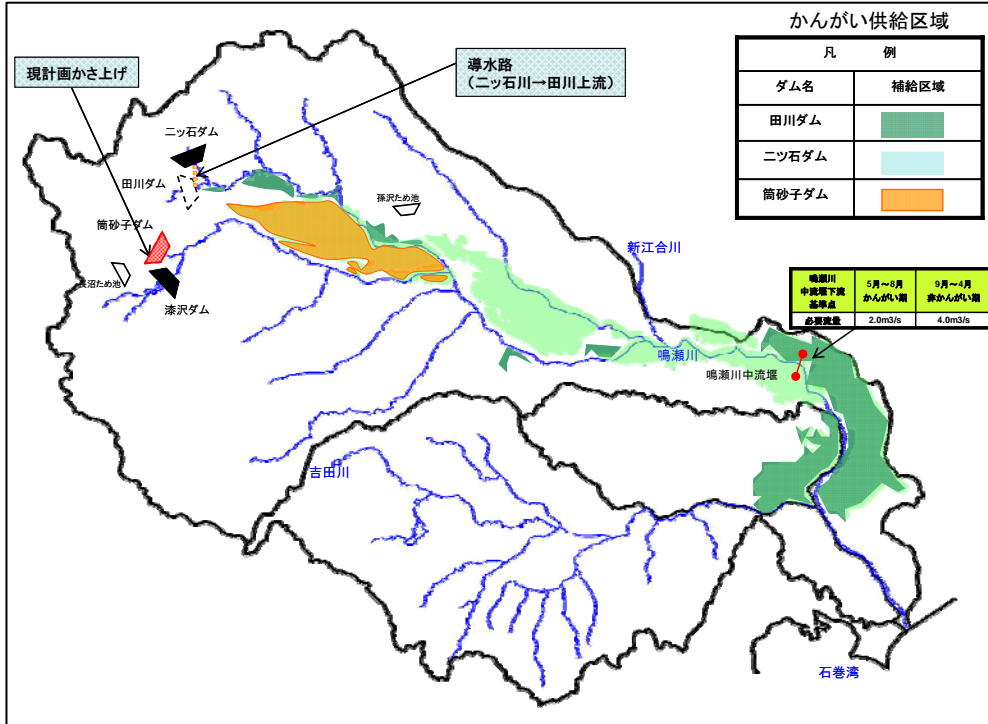 かんがい供給区域
凡 例
ダム名 補給区域
田川ダム
二ツ石ダム
筒砂子ダム
現計画かさ上げ
導水路
(二ッ石川→田川上流)
二ッ石ダム
田川ダム
孫沢ため池
筒砂子ダム
沼ため池
漆沢ダム
新江合川
鳴瀬川
中流堰下流
基準点
5月～8月
かんがい期
9月～4月
非かんがい期
必要流量 2.0m3/s 4.0m3/s
鳴瀬川
鳴瀬川中流堰
吉田川
石巻湾